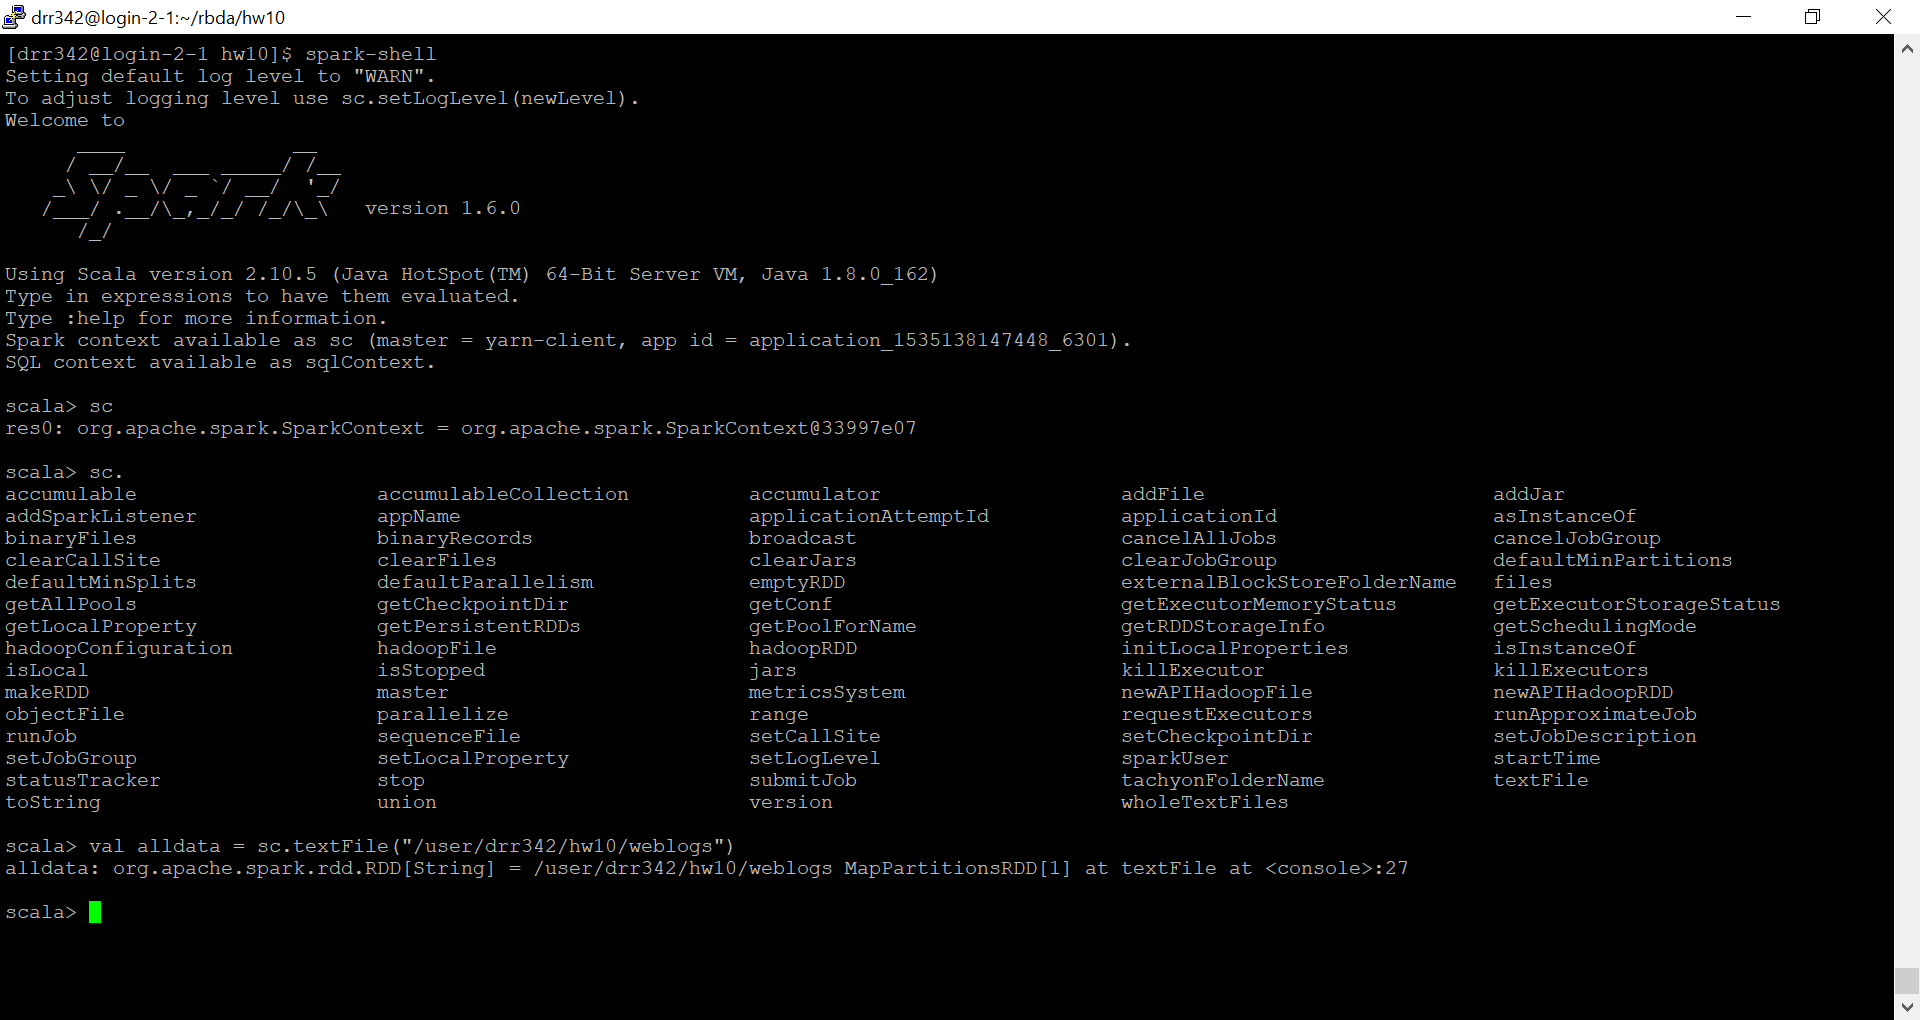 drr342@login-2-1:~/rbda/hw10
[drr342@login-2-1 hw10]$ spark-shell
Setting default log level to "WARN".
To adjust logging level use sc.setLogLevel(newLevel).
Welcome to
      ____              __
     / __/__  ___ _____/ /__
    _\ \/ _ \/ _ `/ __/  '_/
   /___/ .__/\_,_/_/ /_/\_\   version 1.6.0
      /_/
Using Scala version 2.10.5 (Java HotSpot(TM) 64-Bit Server VM, Java 1.8.0_162)
Type in expressions to have them evaluated.
Type :help for more information.
Spark context available as sc (master = yarn-client, app id = application_1535138147448_6301).
SQL context available as sqlContext.
scala> sc
res0: org.apache.spark.SparkContext = org.apache.spark.SparkContext@33997e07
scala> sc.
accumulable accumulableCollection accumulator addFile addJar
addSparkListener appName applicationAttemptId applicationId asInstanceOf
binaryFiles binaryRecords broadcast cancelAllJobs cancelJobGroup
clearCallSite clearFiles clearJars clearJobGroup defaultMinPartitions
defaultMinSplits defaultParallelism emptyRDD externalBlockStoreFolderName files
getAllPools getCheckpointDir getConf getExecutorMemoryStatus getExecutorStorageStatus
getLocalProperty getPersistentRDDs getPoolForName getRDDStorageInfo getSchedulingMode
hadoopConfiguration hadoopFile hadoopRDD initLocalProperties isInstanceOf
isLocal isStopped jars killExecutor killExecutors
makeRDD master metricsSystem newAPIHadoopFile newAPIHadoopRDD
objectFile parallelize range requestExecutors runApproximateJob
runJob sequenceFile setCallSite setCheckpointDir setJobDescription
setJobGroup setLocalProperty setLogLevel sparkUser startTime
statusTracker stop submitJob tachyonFolderName textFile
toString union version wholeTextFiles
scala> val alldata = sc.textFile("/user/drr342/hw10/weblogs")
alldata: org.apache.spark.rdd.RDD[String] = /user/drr342/hw10/weblogs MapPartitionsRDD[1] at textFile at <console>:27
scala>